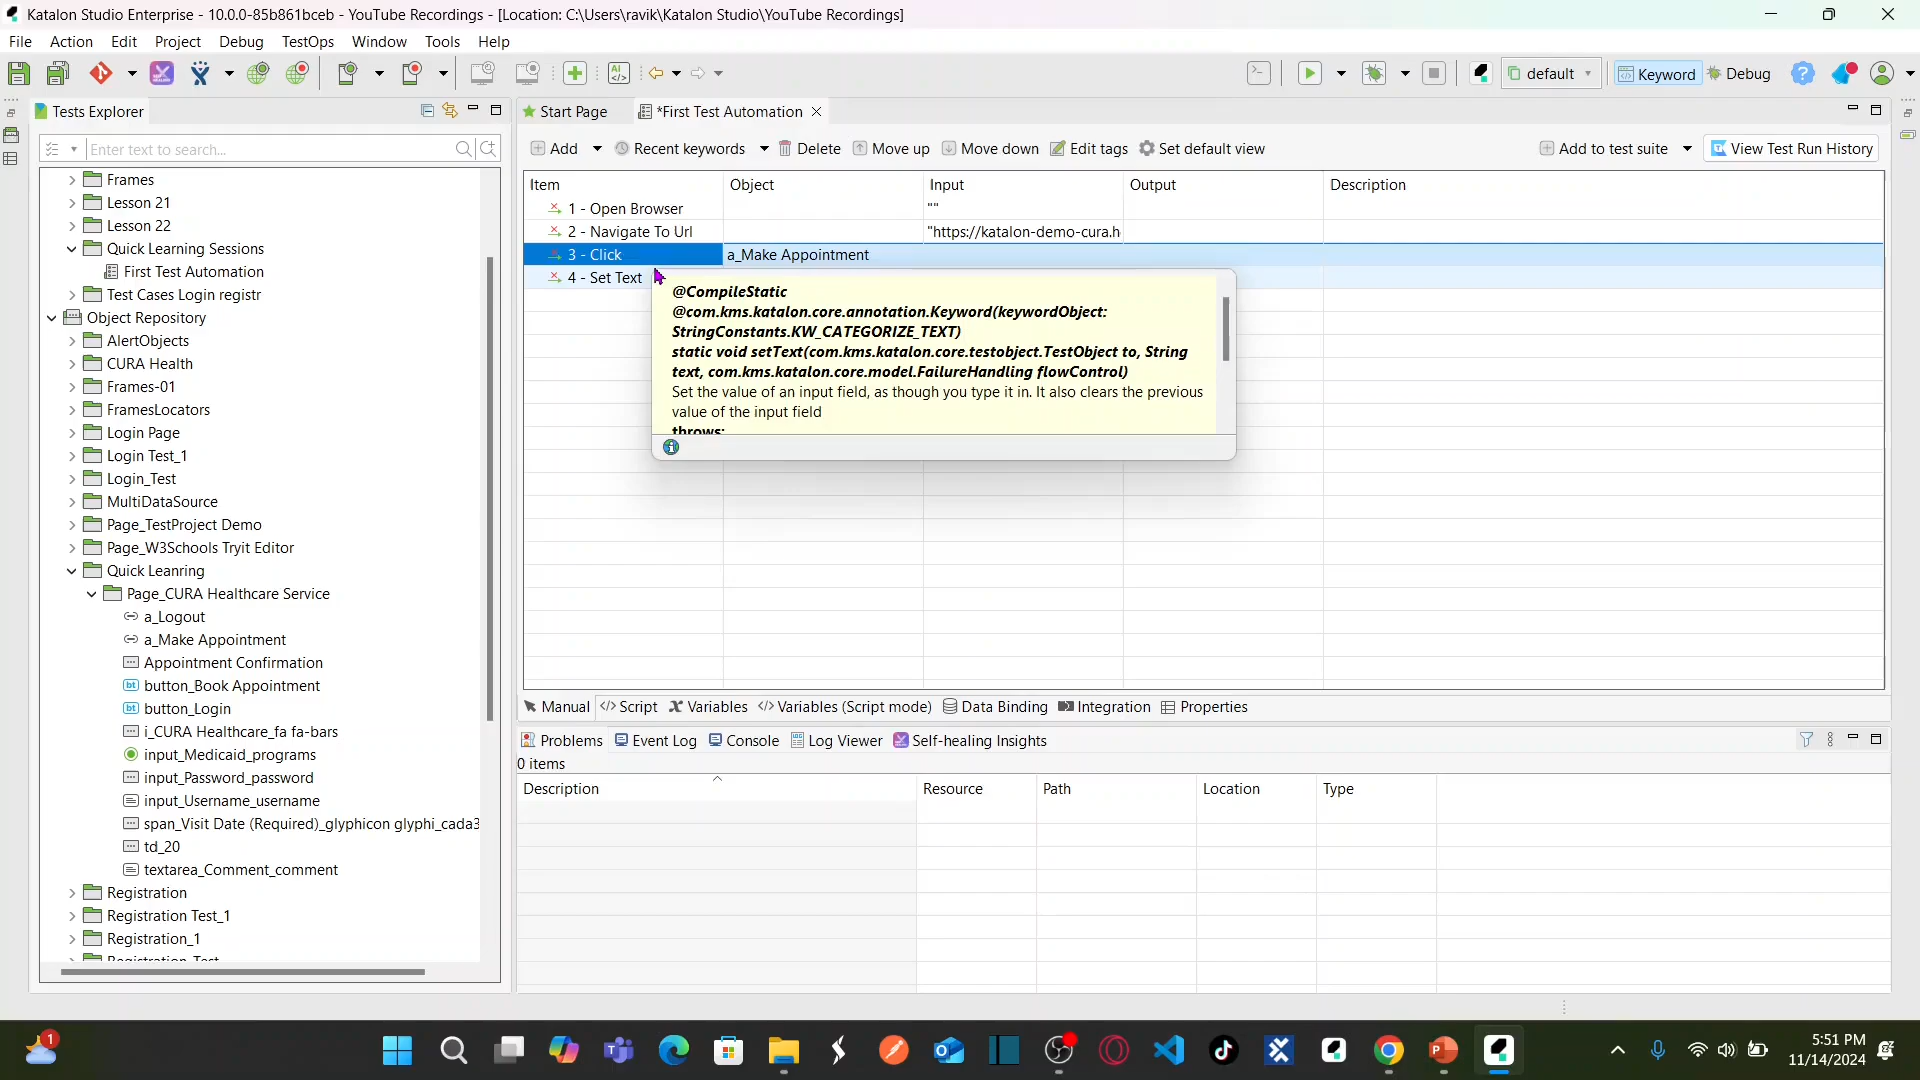 Katalon Studio Enterprise - 10.0.0-85b861bceb - YouTube Recordings - [Location: C:\Users\ravik\Katalon Studio\YouTube Recordings]
File Action Edit Project Debug TestOps Window Tools Help
default Keyword Debug
Tests Explorer
Enter text to search...
Frames
Lesson 21
Lesson 22
Quick Learning Sessions
First Test Automation
Test Cases Login registr
Object Repository
AlertObjects
CURA Health
Frames-01
FramesLocators
Login Page
Login Test_1
Login_Test
MultiDataSource
Page_TestProject Demo
Page_W3Schools Tryit Editor
Quick Leanring
Page_CURA Healthcare Service
a_Logout
a_Make Appointment
Appointment Confirmation
button_Book Appointment
button_Login
i_CURA Healthcare_fa fa-bars
input_Medicaid_programs
input_Password_password
input_Username_username
span_Visit Date (Required)_glyphicon glyphi_cada3
td_20
textarea_Comment_comment
Registration
Registration Test_1
Registration_1
Registration_Test
Start Page *First Test Automation
Add Recent keywords Delete Move up Move down Edit tags Set default view Add to test suite View Test Run History
Item Object Input Output Description
1 - Open Browser ""
2 - Navigate To Url "https://katalon-demo-cura.h
3 - Click a_Make Appointment
4 - Set Text
@CompileStatic
@com.kms.katalon.core.annotation.Keyword(keywordObject:
StringConstants.KW_CATEGORIZE_TEXT)
static void setText(com.kms.katalon.core.testobject.TestObject to, String
text, com.kms.katalon.core.model.FailureHandling flowControl)
Set the value of an input field, as though you type it in. It also clears the previous
value of the input field
throws:
Manual Script Variables Variables (Script mode) Data Binding Integration Properties
Problems Event Log Console Log Viewer Self-healing Insights
0 items
Description Resource Path Location Type
1
5:51 PM
11/14/2024